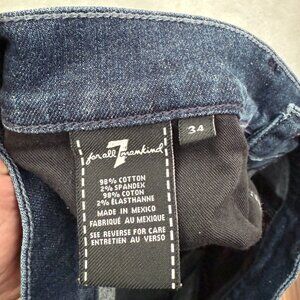 7
for all mankind
34
98% COTTON
2% SPANDEX
98% COTON
2% ÉLASTHANNE
MADE IN MEXICO
FABRIQUÉ AU MEXIQUE
SEE REVERSE FOR CARE
ENTRETIEN AU VERSO